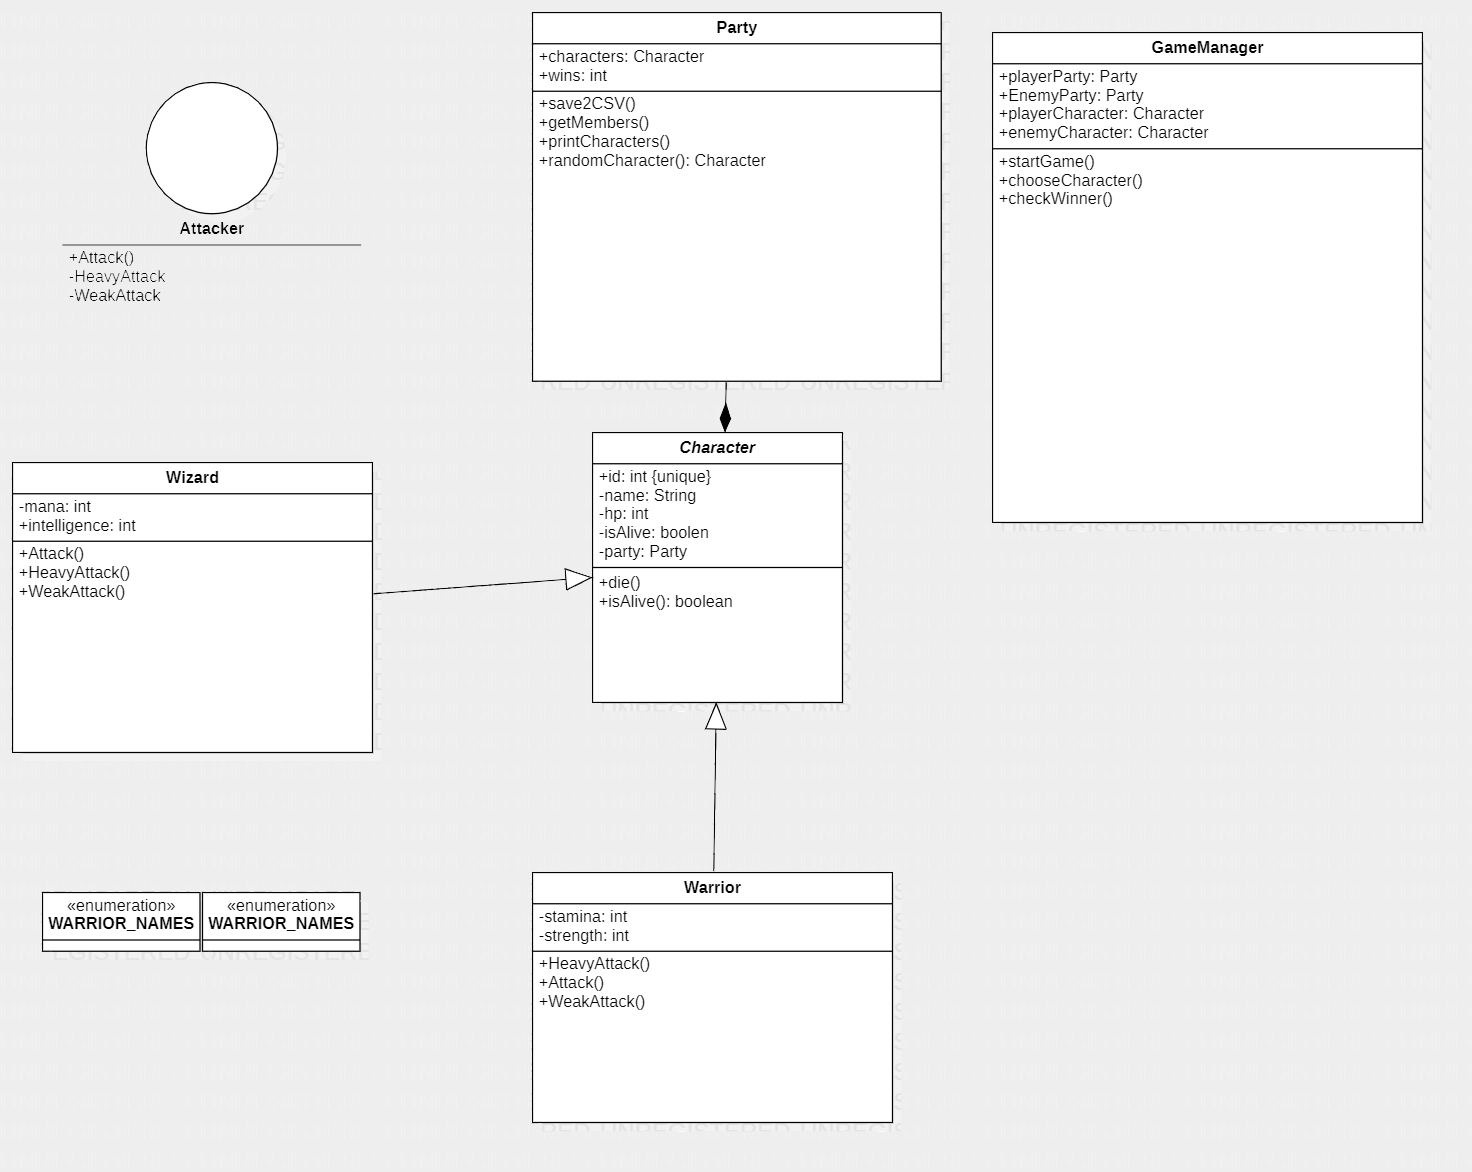 Party
+characters: Character
+wins: int
+save2CSV()
+getMembers()
+printCharacters()
+randomCharacter(): Character
GameManager
+playerParty: Party
+EnemyParty: Party
+playerCharacter: Character
+enemyCharacter: Character
+startGame()
+chooseCharacter()
+checkWinner()
Attacker
+Attack()
-HeavyAttack
-WeakAttack
Character
+id: int {unique}
-name: String
-hp: int
-isAlive: boolen
-party: Party
+die()
+isAlive(): boolean
Wizard
-mana: int
+intelligence: int
+Attack()
+HeavyAttack()
+WeakAttack()
«enumeration»
WARRIOR_NAMES
«enumeration»
WARRIOR_NAMES
Warrior
-stamina: int
-strength: int
+HeavyAttack()
+Attack()
+WeakAttack()